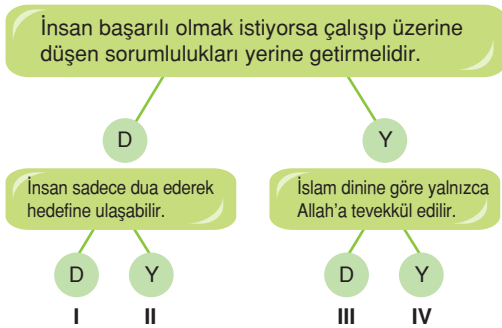 İnsan başarılı olmak istiyorsa çalışıp üzerine
düşen sorumlulukları yerine getirmelidir.
D
Y
İnsan sadece dua ederek
hedefine ulaşabilir.
İslam dinine göre yalnızca
Allah'a tevekkül edilir.
D
Y
D
Y
I
II
III
IV